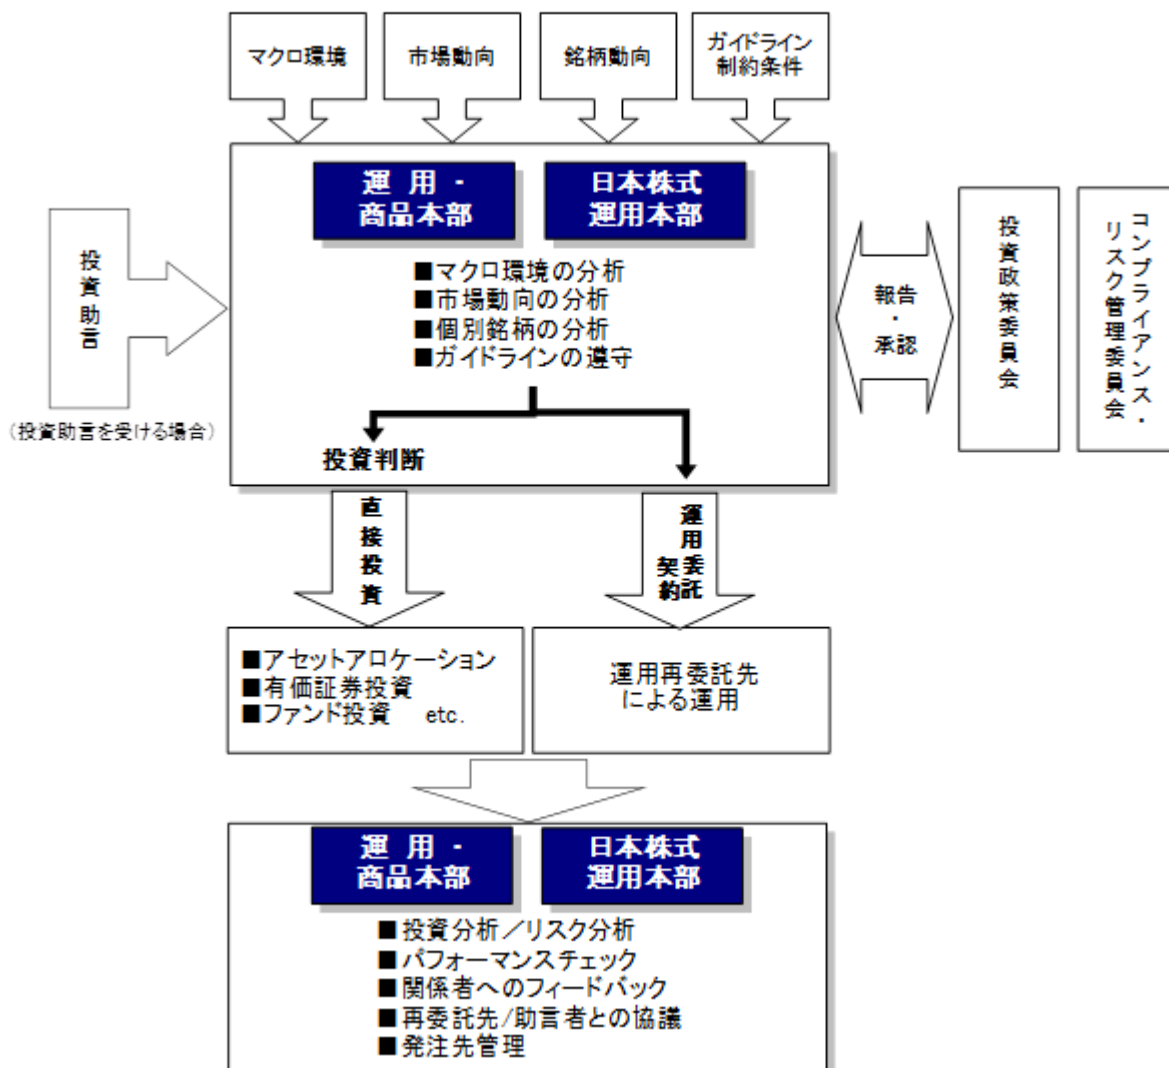 マクロ環境
市場動向
銘柄動向
ガイドライン
制約条件
運 用 -
商品本部
日本株式
運用本部
■マクロ環境の分析
■市場動向の分析
■個別銘柄の分析
■ガイドラインの遵守
投資助言
(投資助言を受ける場合)
報告
・
承認
投資政策委員会
コンプライアンス・
リスク管理委員会
投資判断
直接投資
運用委託
契約
■アセットアロケーション
■有価証券投資
■ファンド投資 etc.
運用再委託先
による運用
運 用 -
商品本部
日本株式
運用本部
■投資分析/リスク分析
■パフォーマンスチェック
■関係者へのフィードバック
■再委託先/助言者との協議
■発注先管理